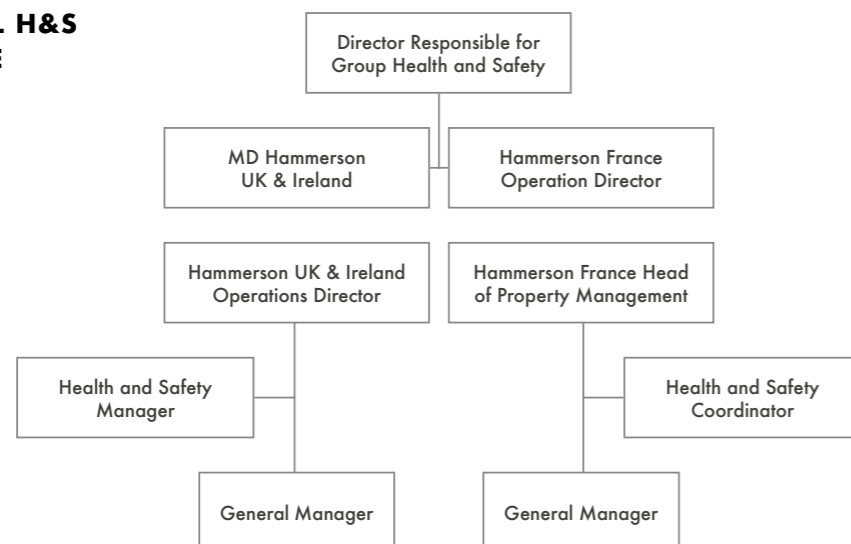 H&S
Director Responsible for
Group Health and Safety
MD Hammerson
UK & Ireland
Hammerson France
Operation Director
Hammerson UK & Ireland
Operations Director
Hammerson France Head
of Property Management
Health and Safety
Manager
Health and Safety
Coordinator
General Manager
General Manager